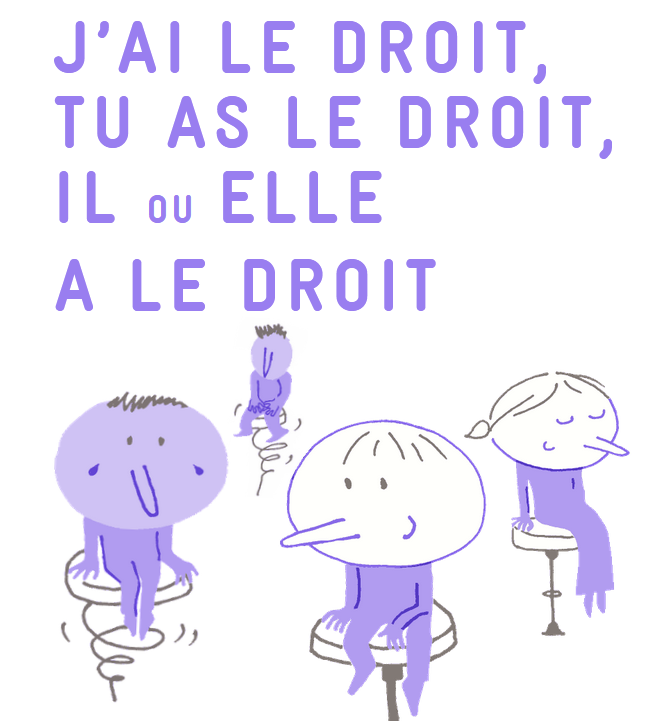 J'AI LE DROIT,
TU AS LE DROIT,
IL OU ELLE
A LE DROIT